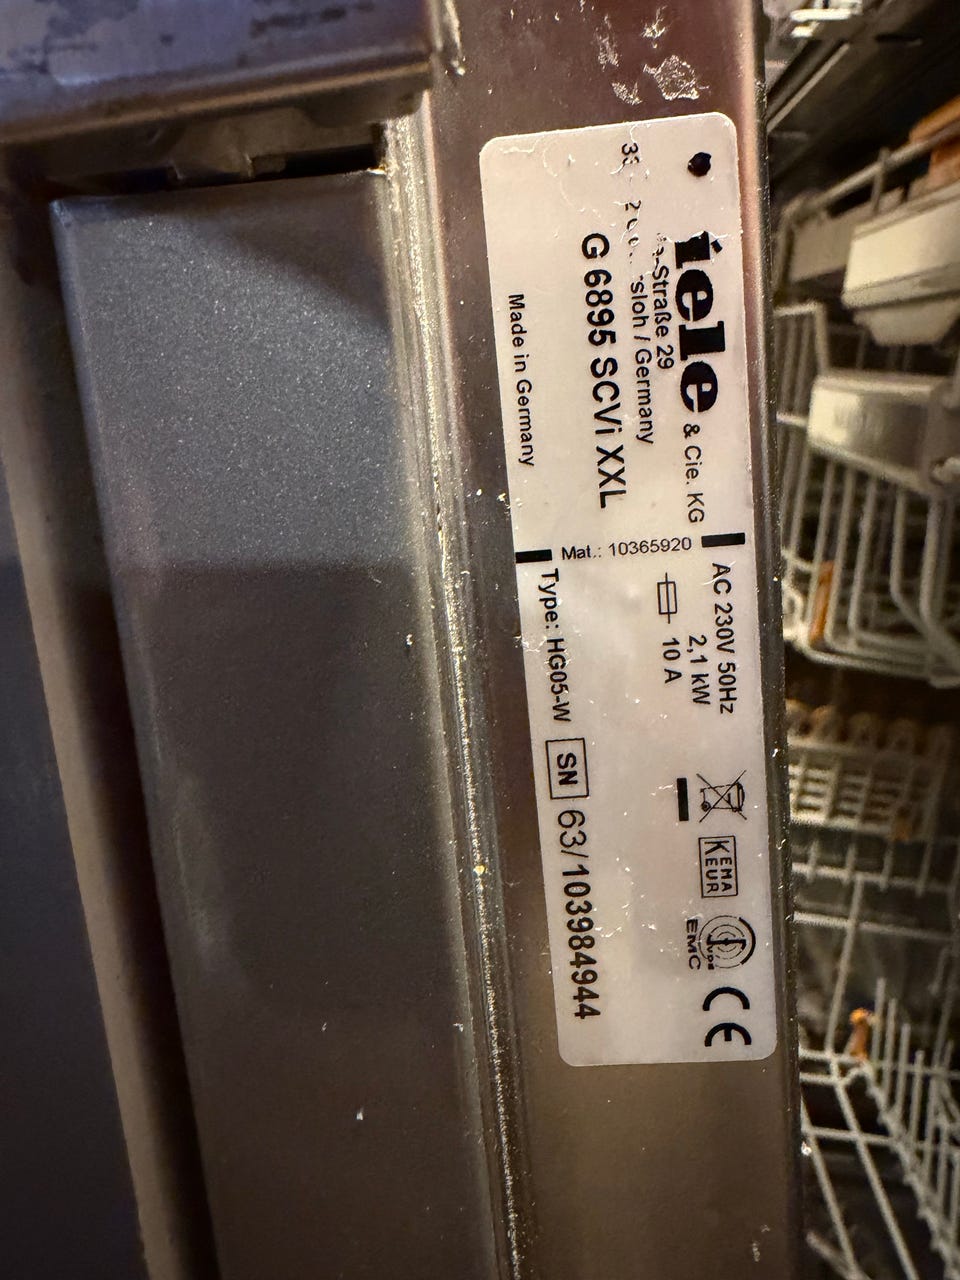 iele & Cie. KG
Straße 29
sloh / Germany
G 6895 SCVi XXL
Made in Germany
Mat.: 10365920
AC 230V 50Hz
2,1 kW
10 A
Type: HG05-W
SN 63/103984944
KEMA
KEUR
EMC
CE